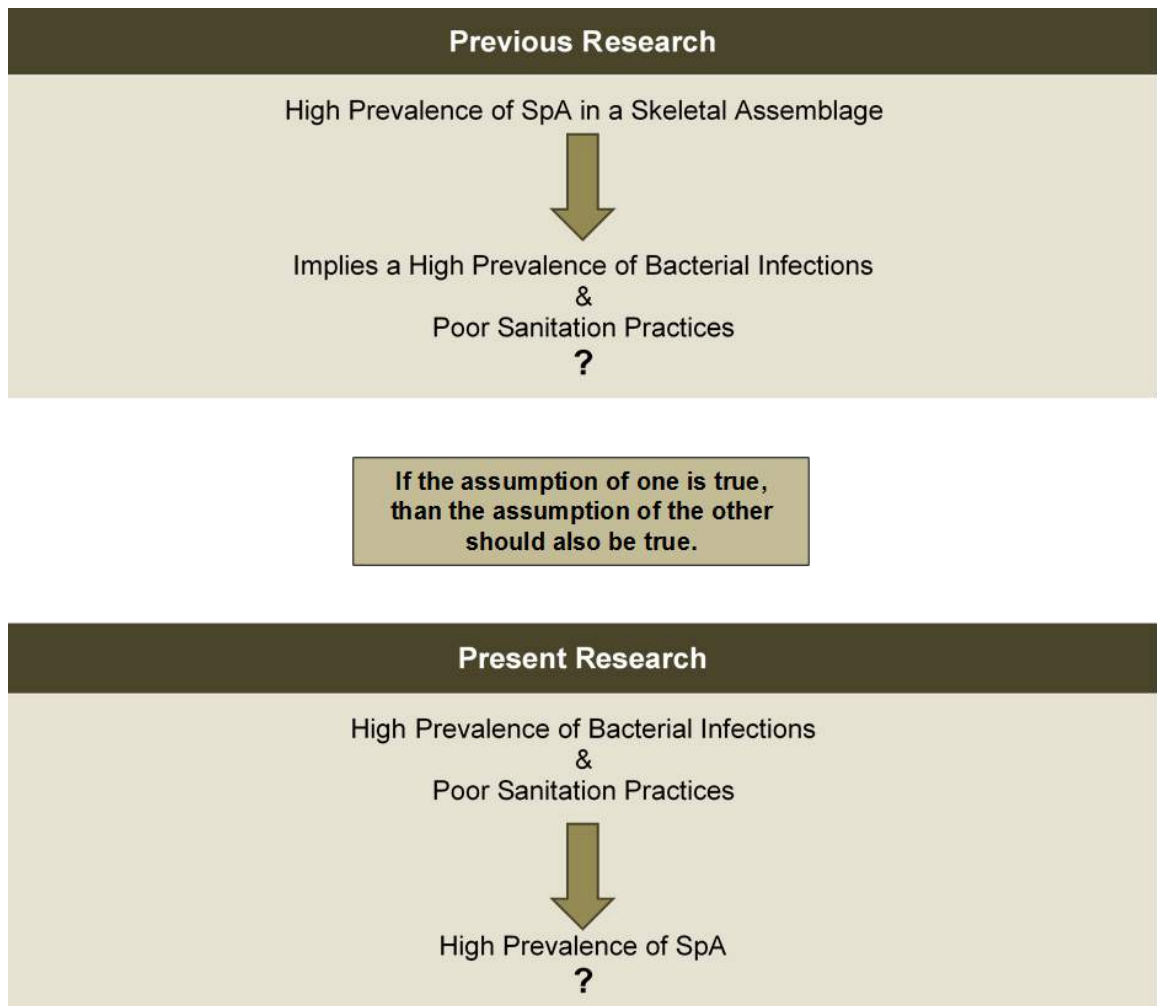 Previous Research
High Prevalence of SpA in a Skeletal Assemblage
Implies a High Prevalence of Bacterial Infections
&
Poor Sanitation Practices
?
If the assumption of one is true,
than the assumption of the other
should also be true.
Present Research
High Prevalence of Bacterial Infections
&
Poor Sanitation Practices
High Prevalence of SpA
?